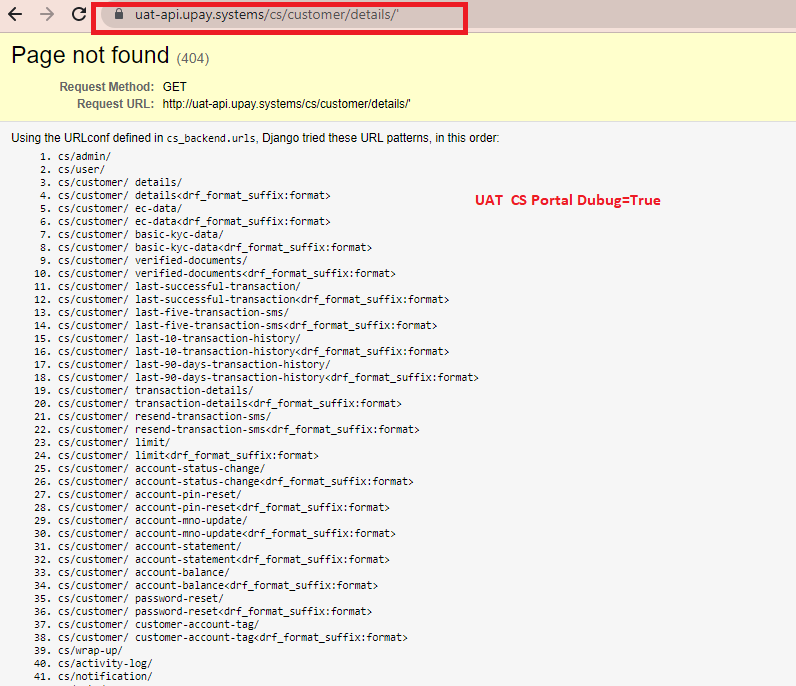 uat-api.upay.systems/cs/customer/details/'
Page not found (404)
Request Method: GET
Request URL: http://uat-api.upay.systems/cs/customer/details/'
Using the URLconf defined in cs_backend.urls, Django tried these URL patterns, in this order:
1. cs/admin/
2. cs/user/
3. cs/customer/ details/
4. cs/customer/ details<drf_format_suffix:format>
UAT CS Portal Dubug=True
5. cs/customer/ ec-data/
6. cs/customer/ ec-data<drf_format_suffix:format>
7. cs/customer/ basic-kyc-data/
8. cs/customer/ basic-kyc-data<drf_format_suffix:format>
9. cs/customer/ verified-documents/
10. cs/customer/ verified-documents<drf_format_suffix:format>
11. cs/customer/ last-successful-transaction/
12. cs/customer/ last-successful-transaction<drf_format_suffix:format>
13. cs/customer/ last-five-transaction-sms/
14. cs/customer/ last-five-transaction-sms<drf_format_suffix:format>
15. cs/customer/ last-10-transaction-history/
16. cs/customer/ last-10-transaction-history<drf_format_suffix:format>
17. cs/customer/ last-90-days-transaction-history/
18. cs/customer/ last-90-days-transaction-history<drf_format_suffix:format>
19. cs/customer/ transaction-details/
20. cs/customer/ transaction-details<drf_format_suffix:format>
21. cs/customer/ resend-transaction-sms/
22. cs/customer/ resend-transaction-sms<drf_format_suffix:format>
23. cs/customer/ limit/
24. cs/customer/ limit<drf_format_suffix:format>
25. cs/customer/ account-status-change/
26. cs/customer/ account-status-change<drf_format_suffix:format>
27. cs/customer/ account-pin-reset/
28. cs/customer/ account-pin-reset<drf_format_suffix:format>
29. cs/customer/ account-mno-update/
30. cs/customer/ account-mno-update<drf_format_suffix:format>
31. cs/customer/ account-statement/
32. cs/customer/ account-statement<drf_format_suffix:format>
33. cs/customer/ account-balance/
34. cs/customer/ account-balance<drf_format_suffix:format>
35. cs/customer/ password-reset/
36. cs/customer/ password-reset<drf_format_suffix:format>
37. cs/customer/ customer-account-tag/
38. cs/customer/ customer-account-tag<drf_format_suffix:format>
39. cs/wrap-up/
40. cs/activity-log/
41. cs/notification/